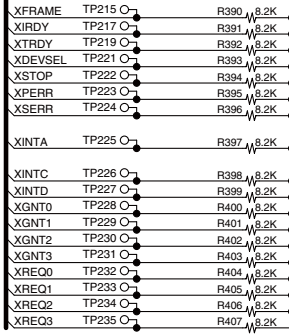 XFRAME TP215 R390 8.2K
XIRDY TP217 R391 8.2K
XTRDY TP219 R392 8.2K
XDEVSEL TP221 R393 8.2K
XSTOP TP222 R394 8.2K
XPERR TP223 R395 8.2K
XSERR TP224 R396 8.2K
XINTA TP225 R397 8.2K
XINTC TP226 R398 8.2K
XINTD TP227 R399 8.2K
XGNT0 TP228 R400 8.2K
XGNT1 TP229 R401 8.2K
XGNT2 TP230 R402 8.2K
XGNT3 TP231 R403 8.2K
XREQ0 TP232 R404 8.2K
XREQ1 TP233 R405 8.2K
XREQ2 TP234 R406 8.2K
XREQ3 TP235 R407 8.2K